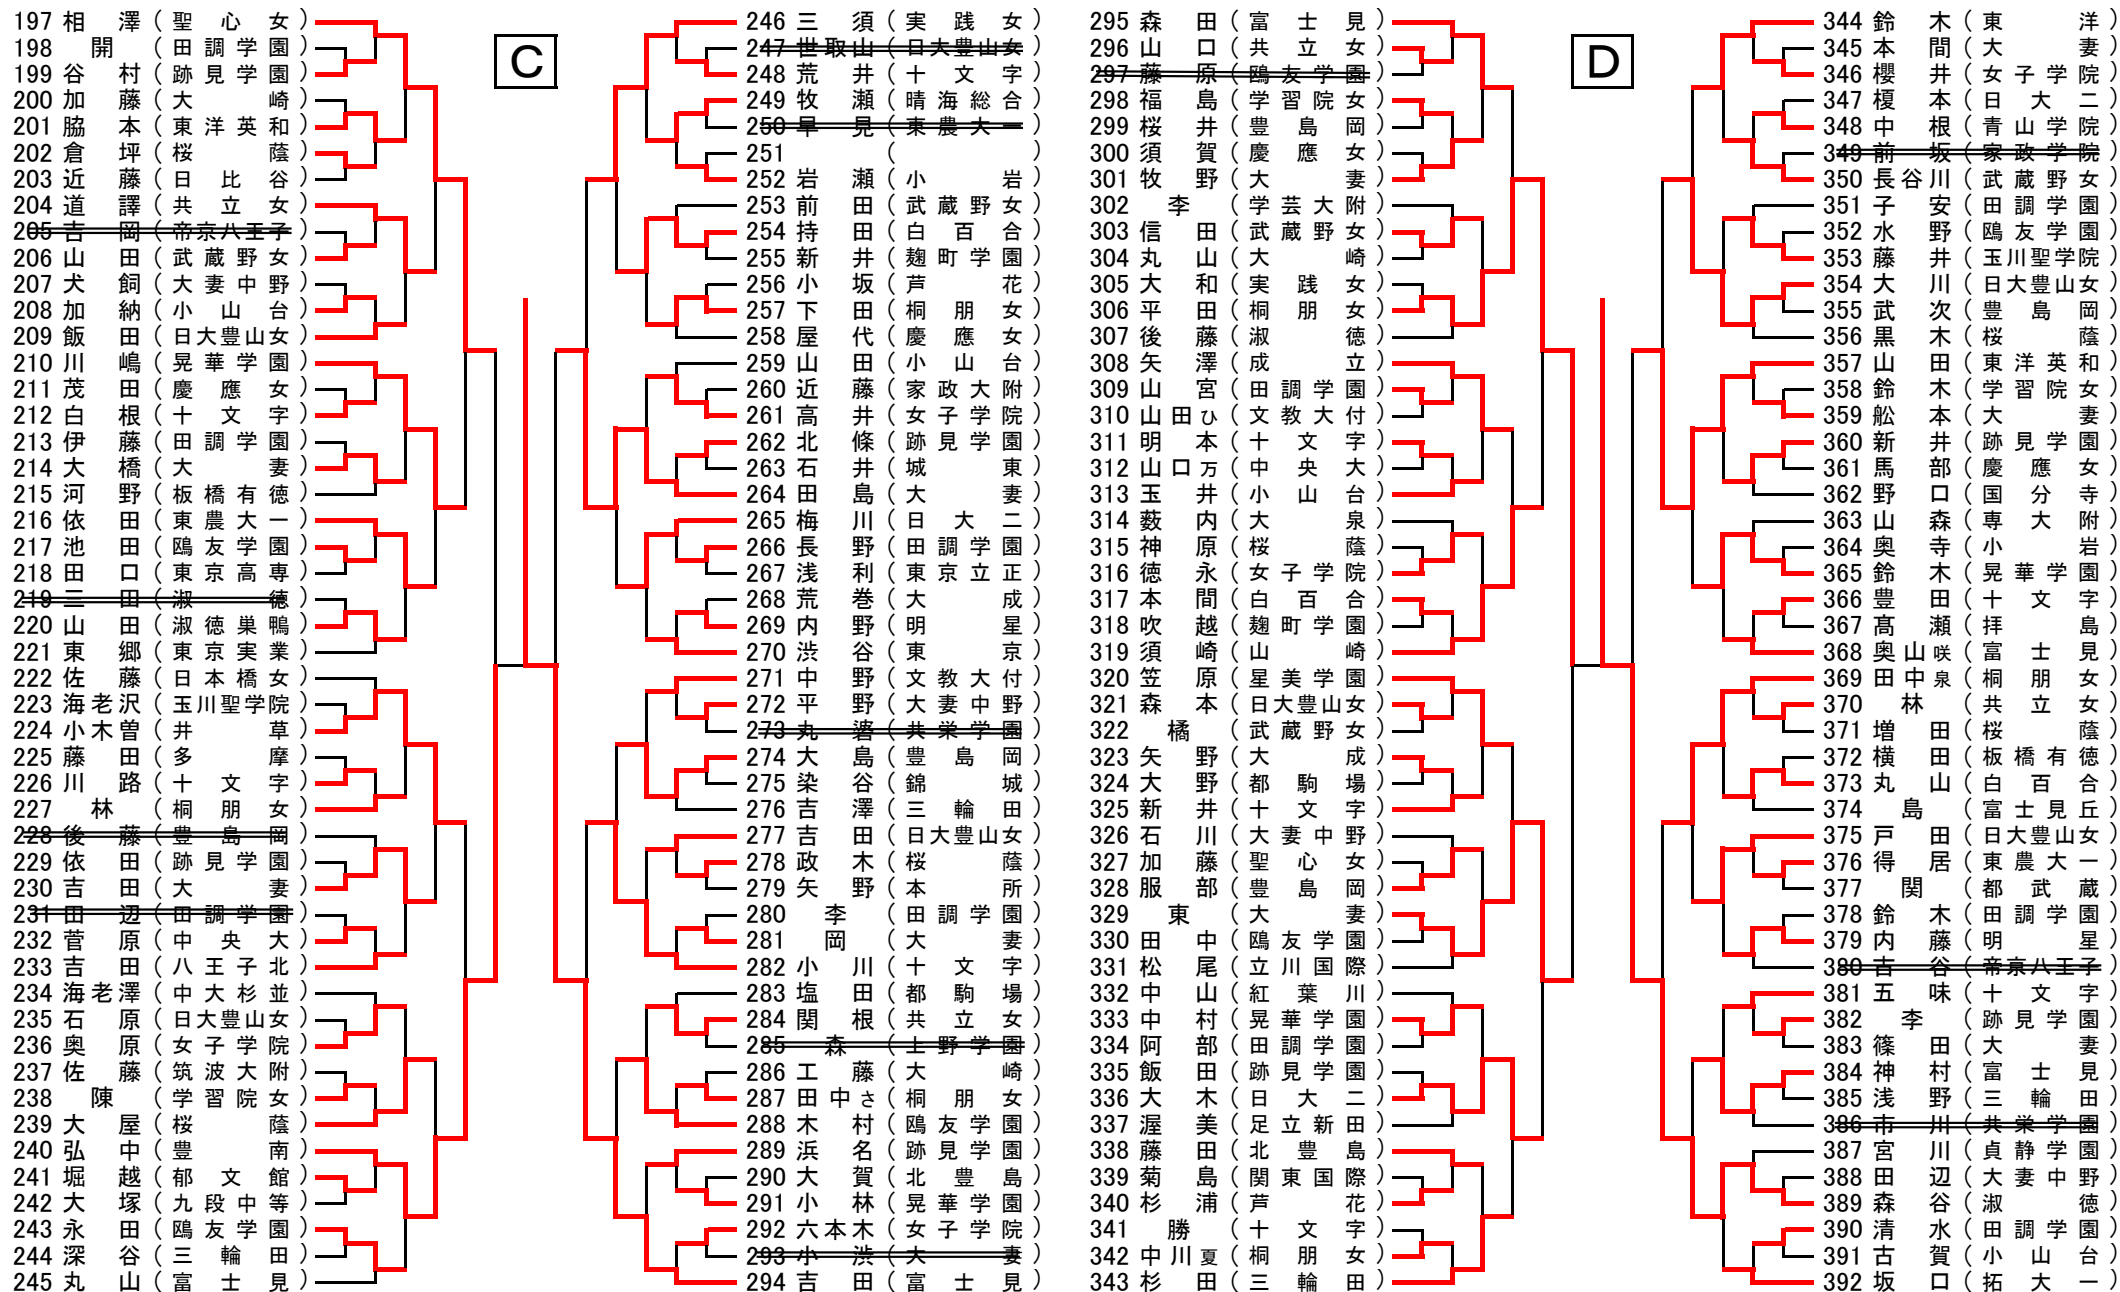 C
D
197 相澤（聖心女）
198 開（田調学園）
199 谷村（跡見学園）
200 加藤（大崎）
201 脇本（東洋英和）
202 倉坪（桜蔭）
203 近藤（日比谷）
204 道譯（共立女）
205 吉岡（帝京八王子）
206 山田（武蔵野女）
207 犬飼（大妻中野）
208 加納（小山台）
209 飯田（日大豊山女）
210 川嶋（晃華学園）
211 茂田（慶應女）
212 白根（十文字）
213 伊藤（田調学園）
214 大橋（大妻）
215 河野（板橋有徳）
216 依田（東農大一）
217 池田（鴎友学園）
218 田口（東京高専）
219 三田（淑徳）
220 山田（淑徳巣鴨）
221 東郷（東京実業）
222 佐藤（日本橋女）
223 海老沢（玉川聖学院）
224 小木曽（井草）
225 藤田（多摩）
226 川路（十文字）
227 林（桐朋女）
228 後藤（豊島岡）
229 依田（跡見学園）
230 吉田（大妻）
231 田辺（田調学園）
232 菅原（中央大）
233 吉田（八王子北）
234 海老澤（中大杉並）
235 石原（日大豊山女）
236 奥原（女子学院）
237 佐藤（筑波大附）
238 陳（学習院女）
239 大屋（桜蔭）
240 弘中（豊南）
241 堀越（郁文館）
242 大塚（九段中等）
243 永田（鴎友学園）
244 深谷（三輪田）
245 丸山（富士見）
246 三須（実践女）
247 世取山（日大豊山女）
248 荒井（十文字）
249 牧瀬（晴海総合）
250 早見（東農大一）
251 （ ）
252 岩瀬（小岩）
253 前田（武蔵野女）
254 持田（白百合）
255 新井（麹町学園）
256 小坂（芦花）
257 下田（桐朋女）
258 屋代（慶應女）
259 山田（小山台）
260 近藤（家政大附）
261 高井（女子学院）
262 北條（跡見学園）
263 石井（城東）
264 田島（大妻）
265 梅川（日大二）
266 長野（田調学園）
267 浅利（東京立正）
268 荒巻（大成）
269 内野（明星）
270 渋谷（東京）
271 中野（文教大付）
272 平野（大妻中野）
273 丸（共栄学園）
274 大島（豊島岡）
275 染谷（錦城）
276 吉澤（三輪田）
277 吉田（日大豊山女）
278 政木（桜蔭）
279 矢野（本所）
280 李（田調学園）
281 岡（大妻）
282 小川（十文字）
283 塩田（都駒場）
284 関根（共立女）
285 森（上野学園）
286 工藤（大崎）
287 田中さ（桐朋女）
288 木村（鴎友学園）
289 浜名（跡見学園）
290 大賀（北豊島）
291 小林（晃華学園）
292 六本木（女子学院）
293 小渋（大妻）
294 吉田（富士見）
295 森田（富士見）
296 山口（共立女）
297 藤原（鴎友学園）
298 福島（学習院女）
299 桜井（豊島岡）
300 須賀（慶應女）
301 牧野（大妻）
302 李（学芸大附）
303 信田（武蔵野女）
304 丸山（大崎）
305 大和（実践女）
306 平田（桐朋女）
307 後藤（淑徳）
308 矢澤（成立）
309 山宮（田調学園）
310 山田ひ（文教大付）
311 明本（十文字）
312 山口万（中央大）
313 玉井（小山台）
314 薮内（大泉）
315 神原（桜蔭）
316 徳永（女子学院）
317 本間（白百合）
318 吹越（麹町学園）
319 須崎（山崎）
320 笠原（星美学園）
321 森本（日大豊山女）
322 橘（武蔵野女）
323 矢野（大成）
324 大野（都駒場）
325 新井（十文字）
326 石川（大妻中野）
327 加藤（聖心女）
328 服部（豊島岡）
329 東（大妻）
330 田中（鴎友学園）
331 松尾（立川国際）
332 中山（紅葉川）
333 中村（晃華学園）
334 阿部（田調学園）
335 飯田（跡見学園）
336 大木（日大二）
337 渥美（足立新田）
338 藤田（北豊島）
339 菊島（関東国際）
340 杉浦（芦花）
341 勝（十文字）
342 中川夏（桐朋女）
343 杉田（三輪田）
344 鈴木（東洋）
345 本間（大妻）
346 櫻井（女子学院）
347 榎本（日大二）
348 中根（青山学院）
349 前坂（家政学院）
350 長谷川（武蔵野女）
351 子安（田調学園）
352 水野（鴎友学園）
353 藤井（玉川聖学院）
354 大川（日大豊山女）
355 武次（豊島岡）
356 黒木（桜蔭）
357 山田（東洋英和）
358 鈴木（学習院女）
359 舩本（大妻）
360 新井（跡見学園）
361 馬部（慶應女）
362 野口（国分寺）
363 山森（専大附）
364 奥寺（小岩）
365 鈴木（晃華学園）
366 豊田（十文字）
367 髙瀬（拝島）
368 奥山咲（富士見）
369 田中泉（桐朋女）
370 林（共立女）
371 増田（桜蔭）
372 横田（板橋有徳）
373 丸山（白百合）
374 島（富士見丘）
375 戸田（日大豊山女）
376 得居（東農大一）
377 関（都武蔵）
378 鈴木（田調学園）
379 内藤（明星）
380 古谷（帝京八王子）
381 五味（十文字）
382 李（跡見学園）
383 篠田（大妻）
384 神村（富士見）
385 浅野（三輪田）
386 市川（共栄学園）
387 宮川（貞静学園）
388 田辺（大妻中野）
389 森谷（淑徳）
390 清水（田調学園）
391 古賀（小山台）
392 坂口（拓大一）